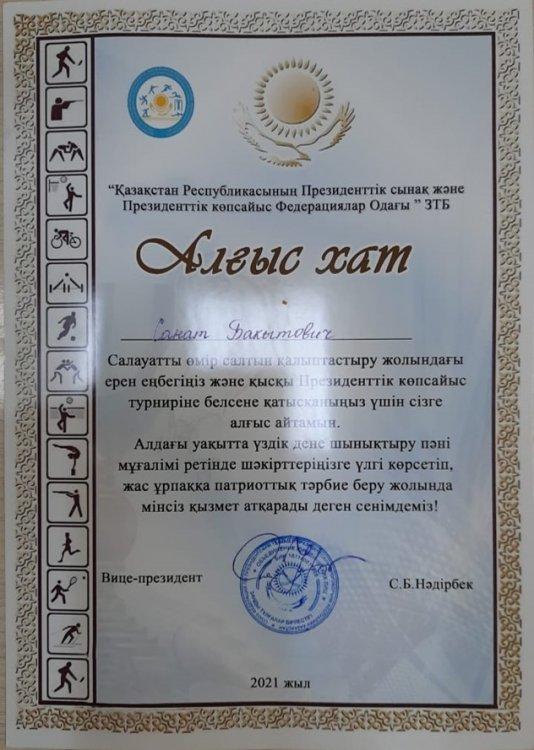 “Қазақстан Республикасының Президенттік сынақ және
Президенттік көпсайыс Федерациялар Одағы ” ЗТБ
Алғыс хат
Санат Бакытович
Салауатты өмір салтын қалыптастыру жолындағы
ерен еңбегіңіз және қысқы Президенттік көпсайыс
турниріне белсене қатысқаныңыз үшін сізге
алғыс айтамын.
Алдағы уақытта үздік дене шынықтыру пәні
мұғалімі ретінде шәкірттеріңізге үлгі көрсетіп,
жас ұрпаққа патриоттық тәрбие беру жолында
мінсіз қызмет атқарады деген сенімдеміз!
Вице-президент
С.Б.Нәдірбек
2021 жыл